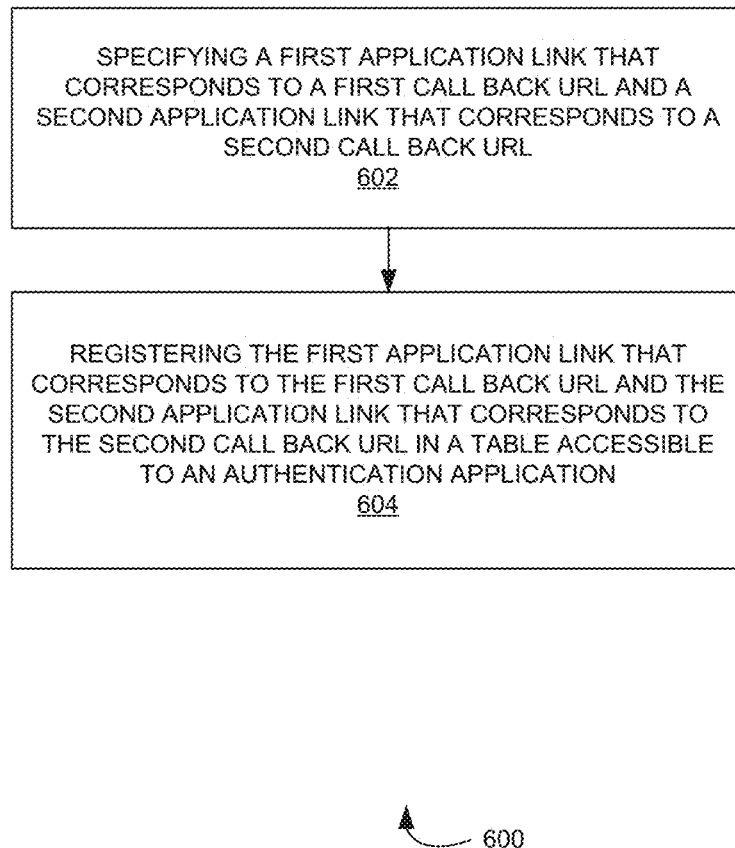 SPECIFYING A FIRST APPLICATION LINK THAT
CORRESPONDS TO A FIRST CALL BACK URL AND A
SECOND APPLICATION LINK THAT CORRESPONDS TO A
SECOND CALL BACK URL
602
REGISTERING THE FIRST APPLICATION LINK THAT
CORRESPONDS TO THE FIRST CALL BACK URL AND THE
SECOND APPLICATION LINK THAT CORRESPONDS TO
THE SECOND CALL BACK URL IN A TABLE ACCESSIBLE
TO AN AUTHENTICATION APPLICATION
604
600